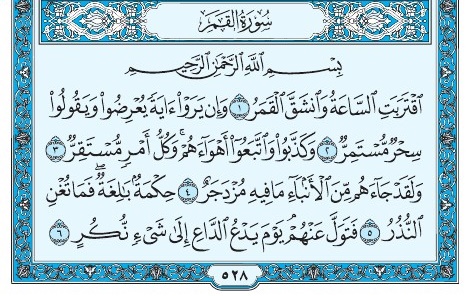 سُورَةُ القَمَرِ
بِسْمِ ٱللَّهِ ٱلرَّحْمَٰنِ ٱلرَّحِيمِ
ٱقْتَرَبَتِ ٱلسَّاعَةُ وَٱنشَقَّ ٱلْقَمَرُ ١ وَإِن يَرَوْا۟ ءَايَةً يُعْرِضُوا۟ وَيَقُولُوا۟
سِحْرٌ مُّسْتَمِرٌّ ٢ وَكَذَّبُوا۟ وَٱتَّبَعُوٓا۟ أَهْوَآءَهُمْ ۚ وَكُلُّ أَمْرٍ مُّسْتَقِرٌّ ٣
وَلَقَدْ جَآءَهُم مِّنَ ٱلْأَنۢبَآءِ مَا فِيهِ مُزْدَجَرٌ ٤ حِكْمَةٌۢ بَٰلِغَةٌ ۖ فَمَا تُغْنِ
ٱلنُّذُرُ ٥ فَتَوَلَّ عَنْهُمْ ۘ يَوْمَ يَدْعُ ٱلدَّاعِ إِلَىٰ شَىْءٍ نُّكُرٍ ٦
٥٢٨